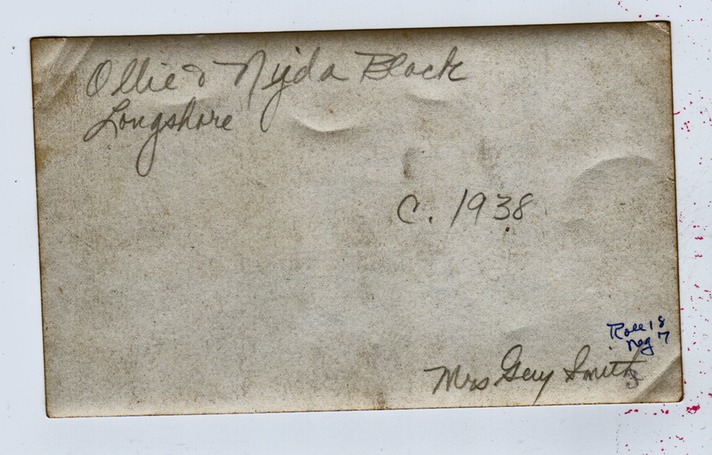 Ollie & Nyda Black
Longshore
C. 1938
Roll 18
Neg 7
Mrs Guy Smith